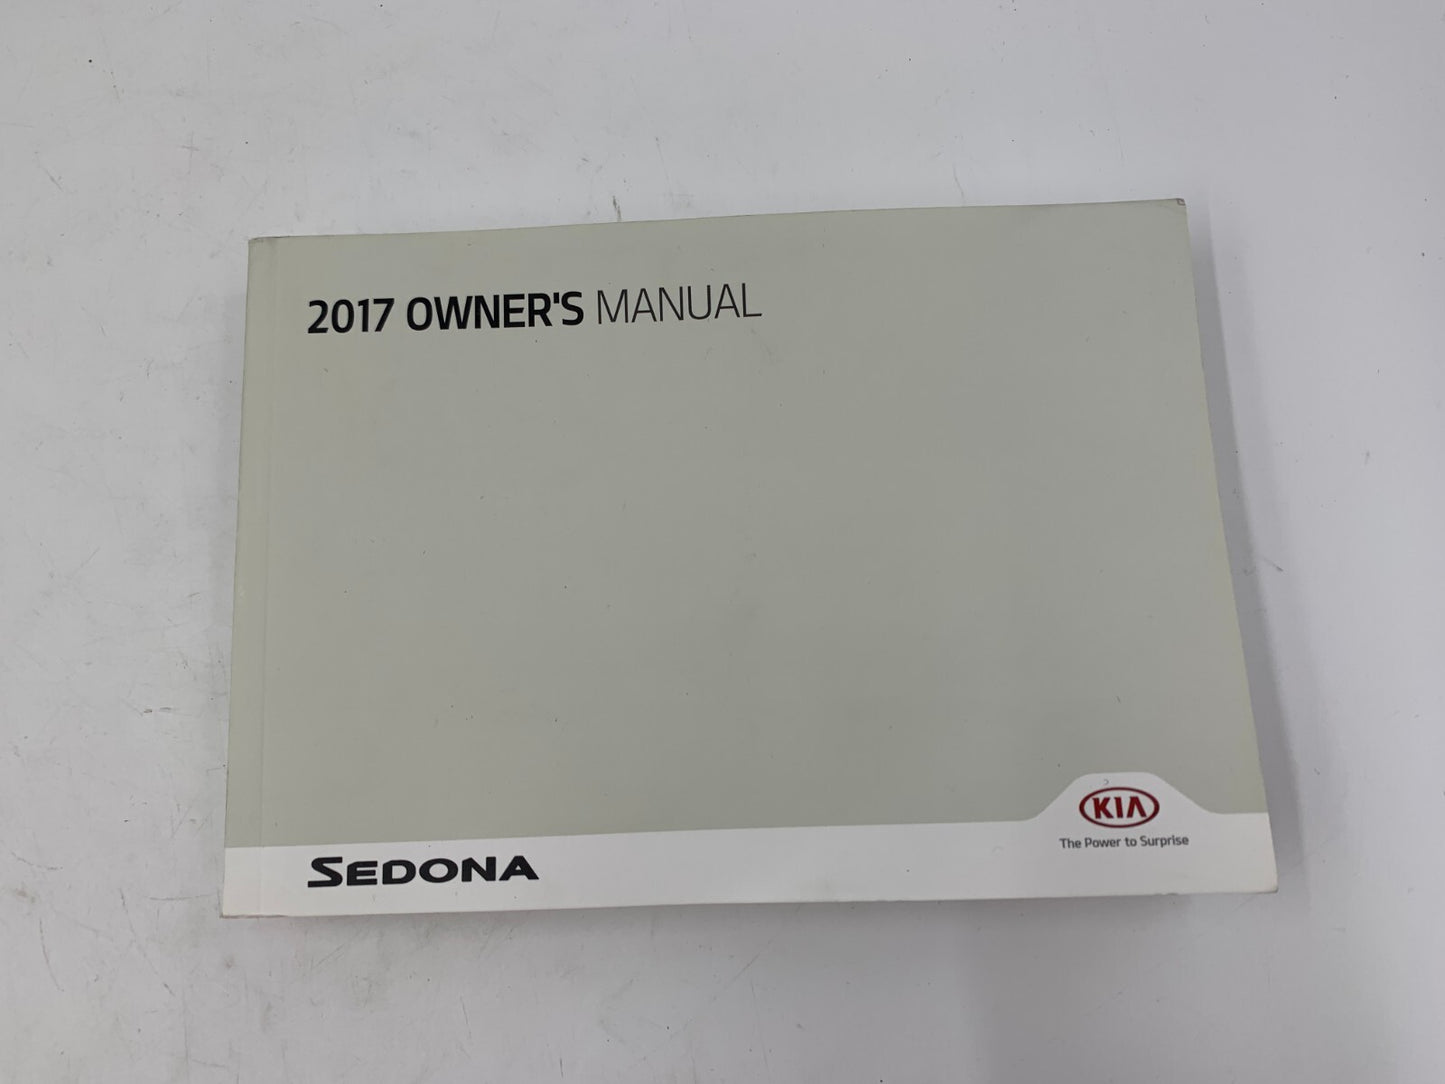 2017 OWNER'S MANUAL
KIA
The Power to Surprise
SEDONA